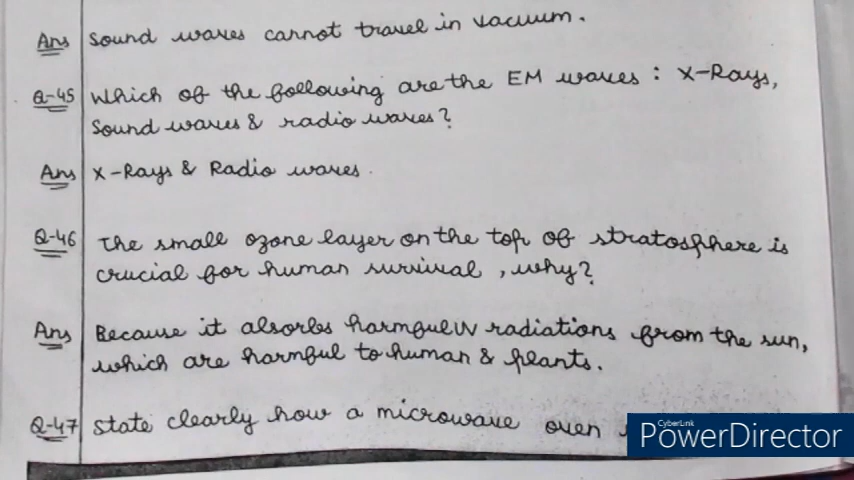 Ans Sound waves cannot travel in vacuum.
Q-45 Which of the following are the EM waves : X-Rays,
Sound waves & radio waves?
Ans X-Rays & Radio waves.
Q-46 The small ozone layer on the top of stratosphere is
crucial for human survival , why?
Ans Because it absorbs harmful UV radiations from the sun,
which are harmful to human & plants.
Q-47 State clearly how a microwave oven
CyberLink
PowerDirector